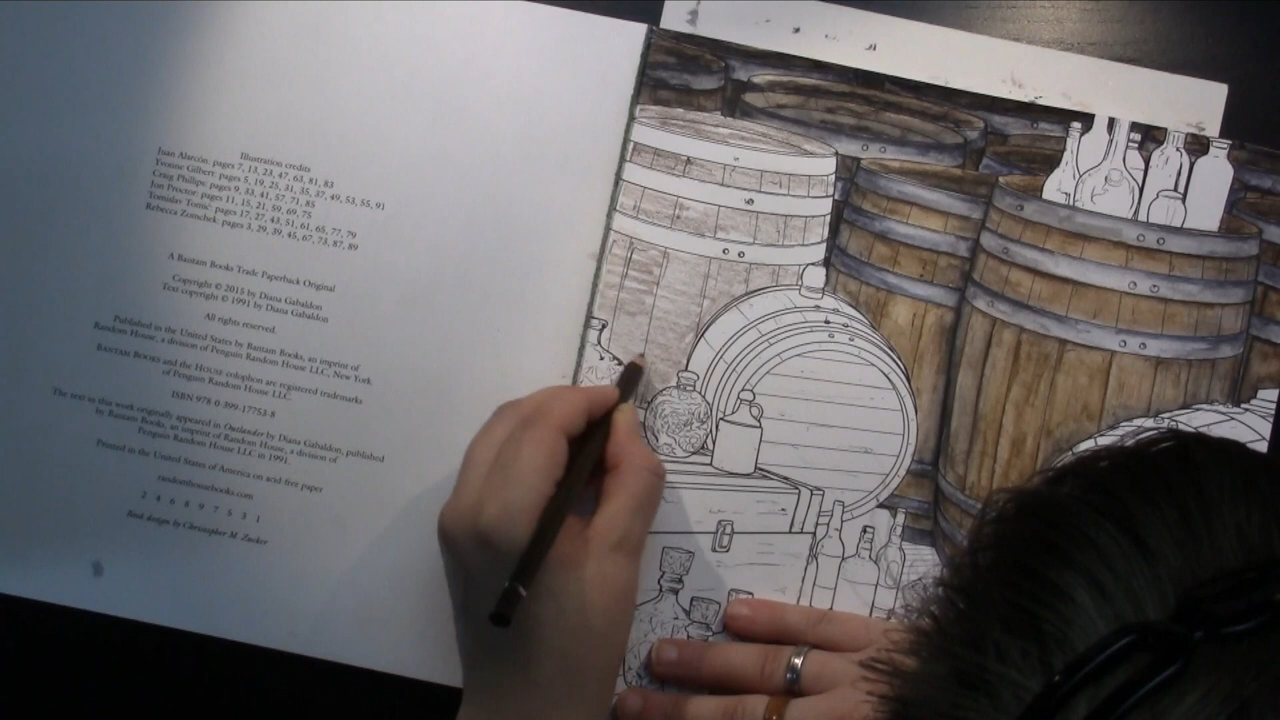 Illustration credits
Juan Alarcón: pages 7, 13, 23, 47, 63, 81, 83
Yvonne Gilbert: pages 5, 19, 25, 31, 35, 37, 49, 53, 55, 91
Craig Phillips: pages 9, 33, 41, 57, 71, 85
Jon Proctor: pages 11, 15, 21, 59, 69, 75
Tomislav Tomić: pages 17, 27, 43, 51, 61, 65, 77, 79
Rebecca Zomchek: pages 3, 29, 39, 45, 67, 73, 87, 89
A Bantam Books Trade Paperback Original
Copyright © 2015 by Diana Gabaldon
Text copyright © 1991 by Diana Gabaldon
All rights reserved.
Published in the United States by Bantam Books, an imprint of
Random House, a division of Penguin Random House LLC, New York.
BANTAM BOOKS and the HOUSE colophon are registered trademarks
of Penguin Random House LLC.
ISBN 978-0-399-17753-8
The text in this work originally appeared in Outlander by Diana Gabaldon, published
by Bantam Books, an imprint of Random House, a division of
Penguin Random House LLC in 1991.
Printed in the United States of America on acid-free paper
randomhousebooks.com
2 4 6 8 9 7 5 3 1
Book design by Christopher M. Zucker